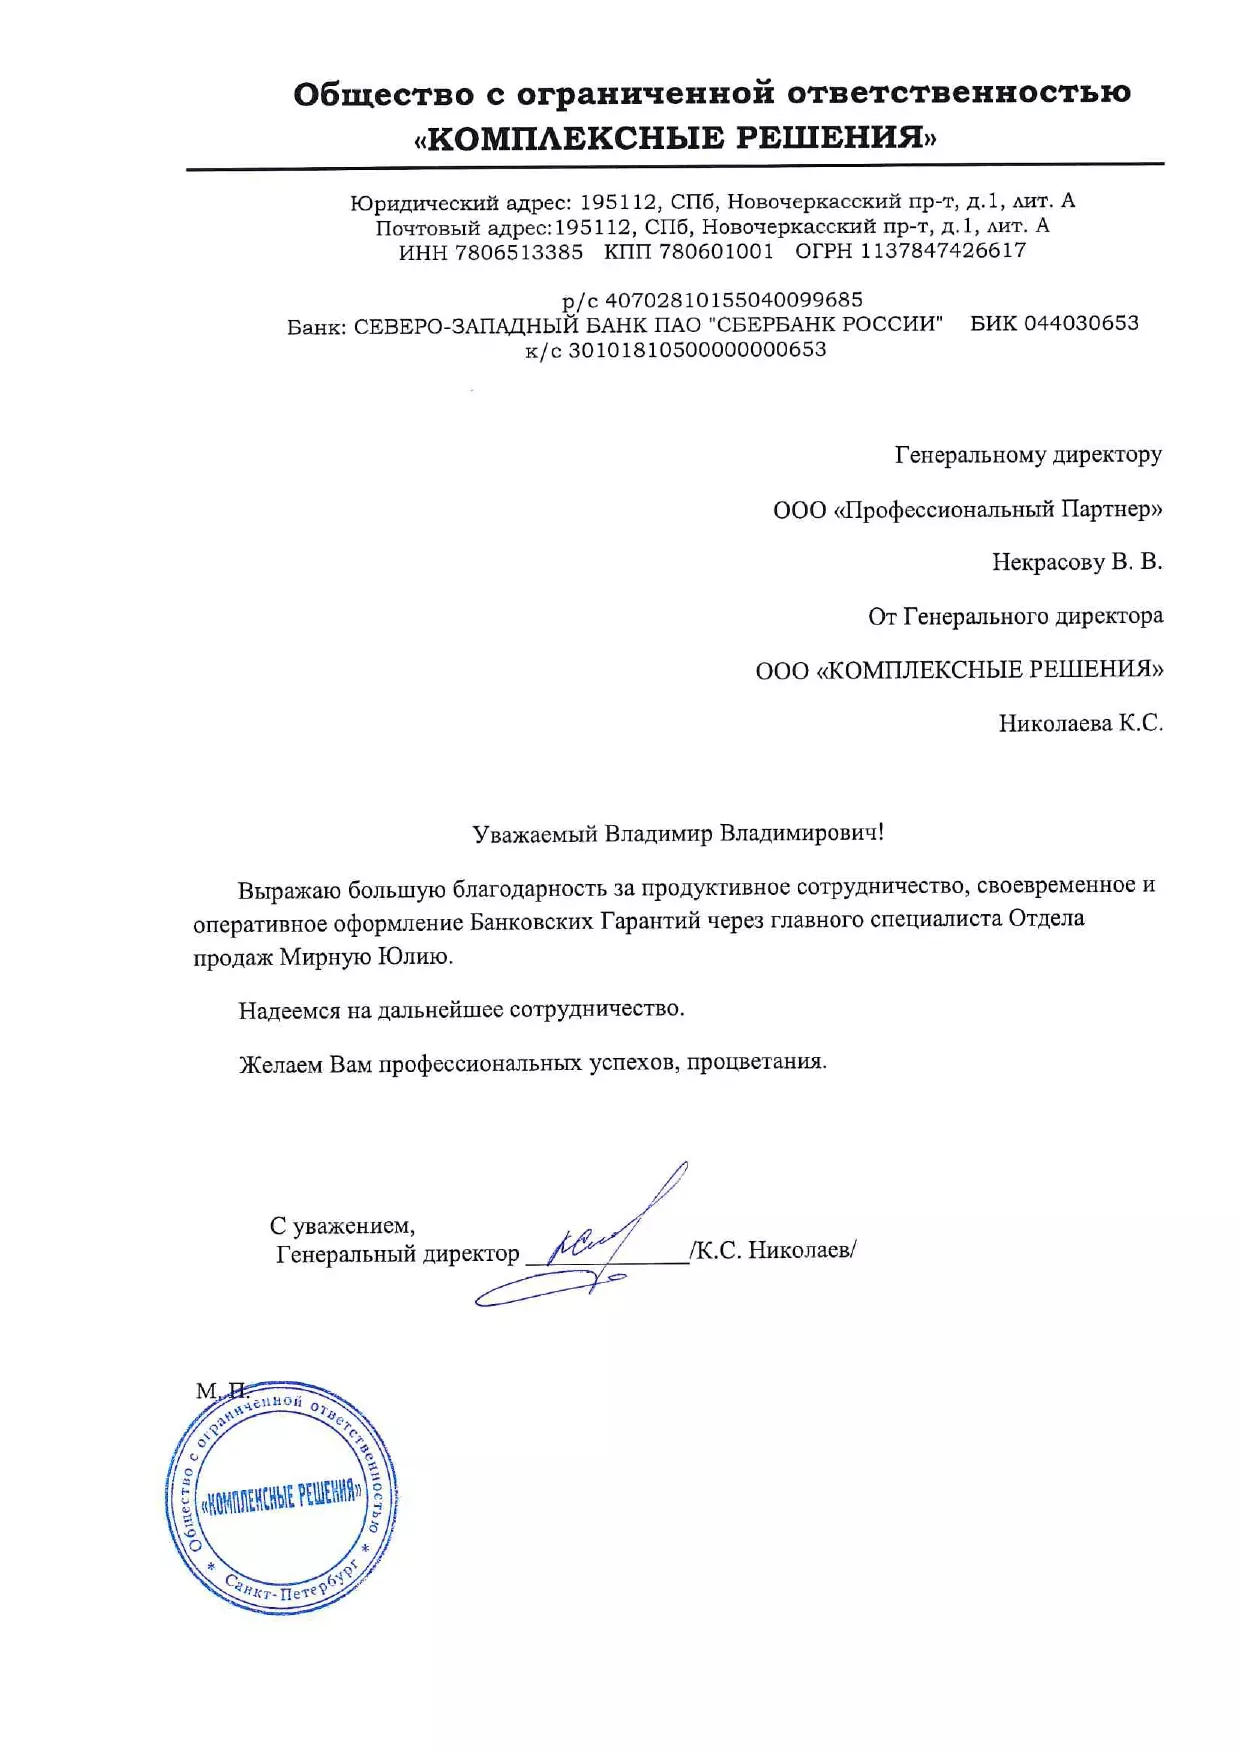 Общество с ограниченной ответственностью
«КОМПЛЕКСНЫЕ РЕШЕНИЯ»
Юридический адрес: 195112, СПб, Новочеркасский пр-т, д.1, лит. А
Почтовый адрес:195112, СПб, Новочеркасский пр-т, д.1, лит. А
ИНН 7806513385 КПП 780601001 ОГРН 1137847426617
р/с 40702810155040099685
Банк: СЕВЕРО-ЗАПАДНЫЙ БАНК ПАО "СБЕРБАНК РОССИИ" БИК 044030653
к/с 30101810500000000653
Генеральному директору
ООО «Профессиональный Партнер»
Некрасову В. В.
От Генерального директора
ООО «КОМПЛЕКСНЫЕ РЕШЕНИЯ»
Николаева К.С.
Уважаемый Владимир Владимирович!
Выражаю большую благодарность за продуктивное сотрудничество, своевременное и
оперативное оформление Банковских Гарантий через главного специалиста Отдела
продаж Мирную Юлию.
Надеемся на дальнейшее сотрудничество.
Желаем Вам профессиональных успехов, процветания.
С уважением,
Генеральный директор ______________/К.С. Николаев/
М. П.
Общество с ограниченной ответственностью
«КОМПЛЕКСНЫЕ РЕШЕНИЯ»
* Санкт-Петербург *